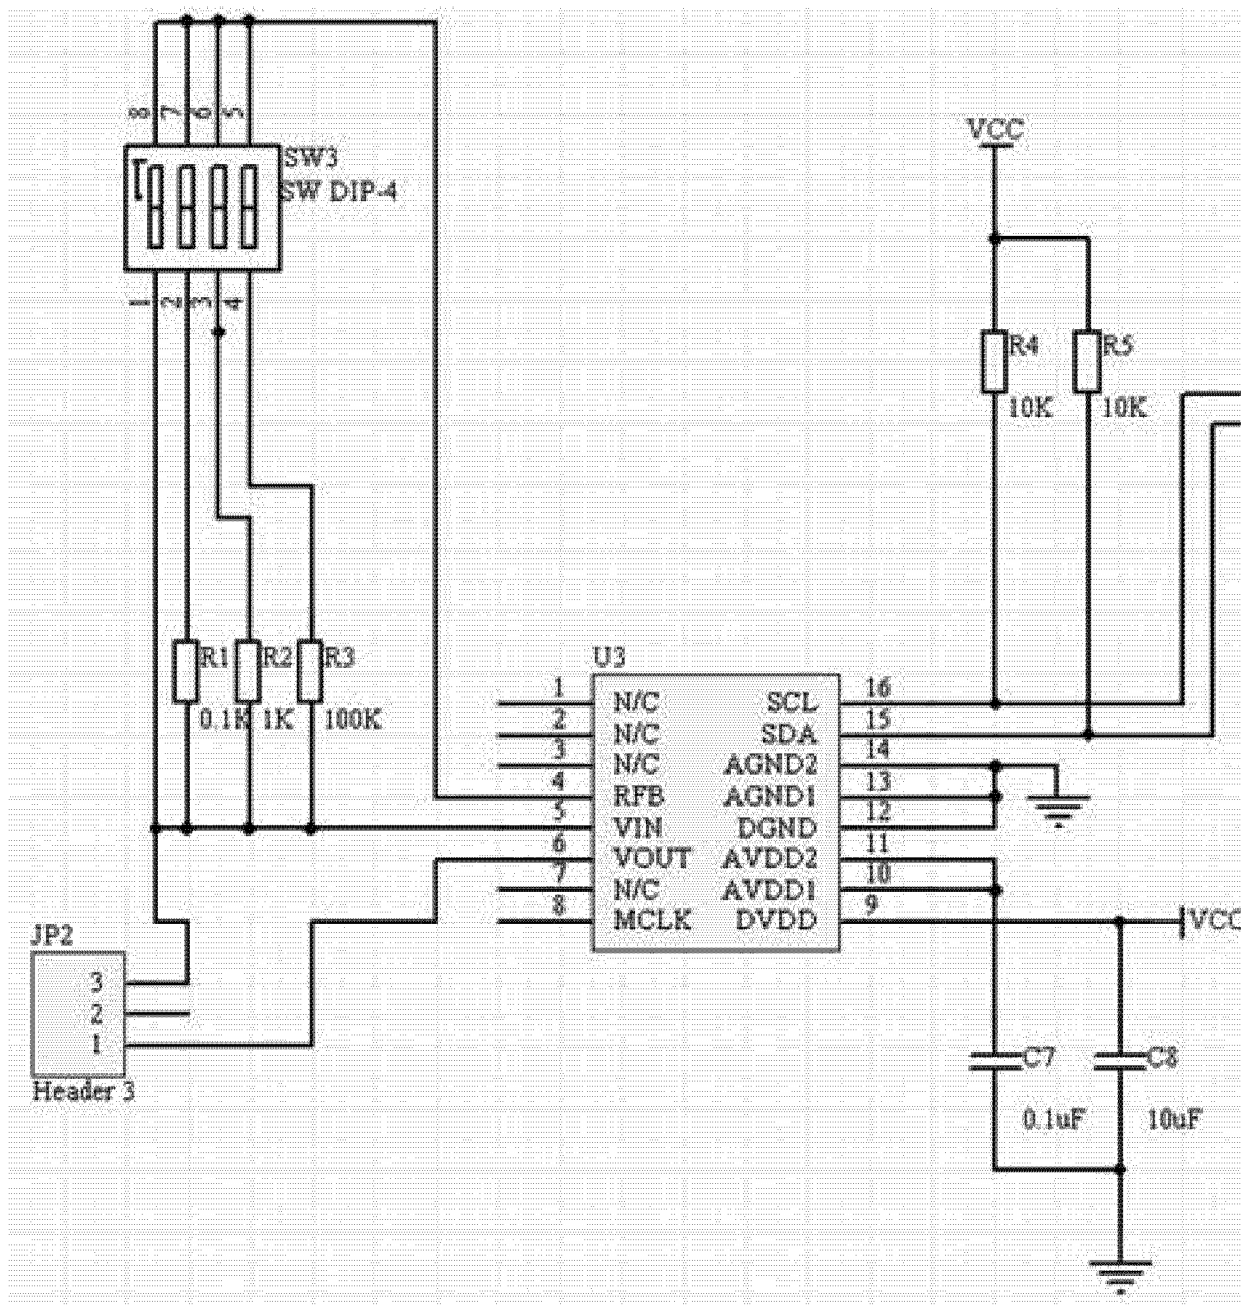 8 7 6 5
SW3
SW DIP-4
1 2 3 4
VCC
R4
R5
10K
10K
R1
R2
R3
0.1K
1K
100K
U3
1 N/C SCL 16
2 N/C SDA 15
3 N/C AGND2 14
4 RFB AGND1 13
5 VIN DGND 12
6 VOUT AVDD2 11
7 N/C AVDD1 10
8 MCLK DVDD 9
VCC
JP2
3
2
1
Header 3
C7
C8
0.1uF
10uF